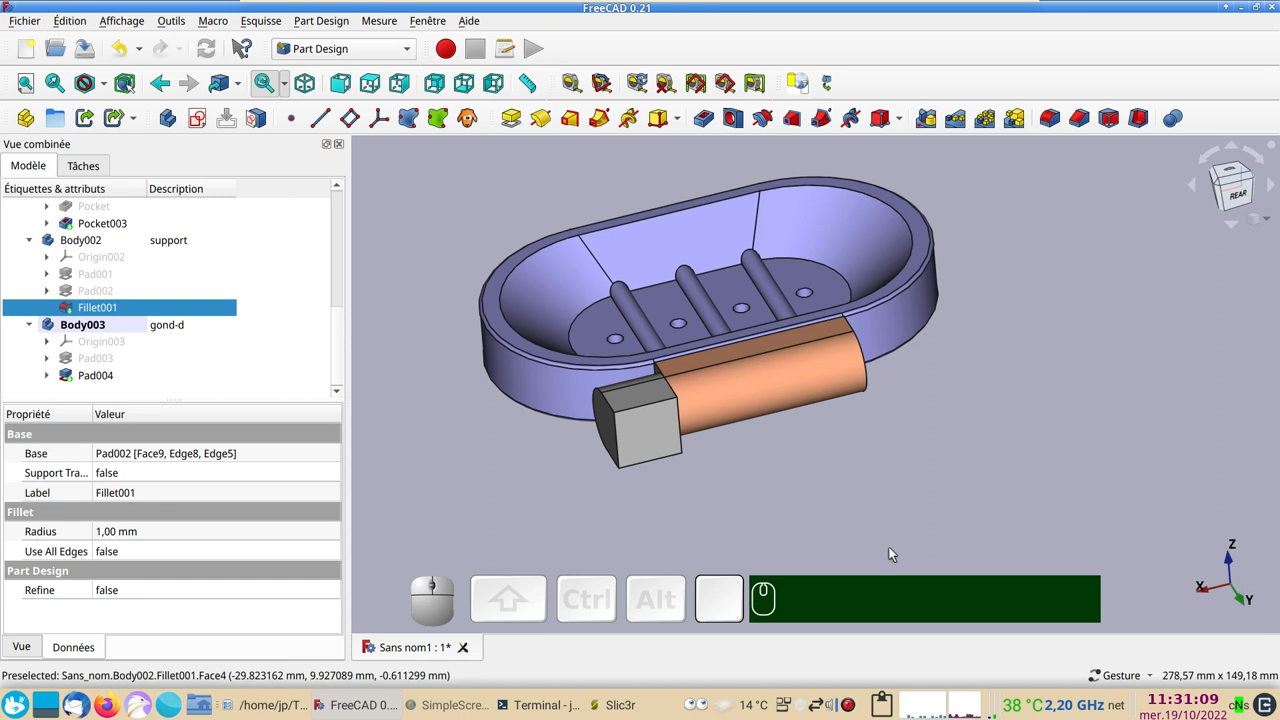 FreeCAD 0.21
Fichier Édition Affichage Outils Macro Esquisse Part Design Mesure Fenêtre Aide
Part Design
Vue combinée
Modèle Tâches
Étiquettes & attributs Description
Pocket
Pocket003
Body002 support
Origin002
Pad001
Pad002
Fillet001
Body003 gond-d
Origin003
Pad003
Pad004
Propriété Valeur
Base
Base Pad002 [Face9, Edge8, Edge5]
Support Tra... false
Label Fillet001
Fillet
Radius 1,00 mm
Use All Edges false
Part Design
Refine false
Vue Données
REAR
Z
X
Y
Ctrl Alt
Sans nom1 : 1*
Preselected: Sans_nom.Body002.Fillet001.Face4 (-29.823162 mm, 9.927089 mm, -0.611299 mm)
Gesture 278,57 mm x 149,18 mm
/home/jp/T... FreeCAD 0.... SimpleScre... Terminal - j... Slic3r
14 °C
38 °C 2,20 GHz net
11:31:09
mer.19/10/2022
cNs